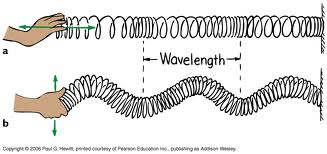 a
Wavelength
b
Copyright © 2006 Paul G. Hewitt, printed courtesy of Pearson Education Inc., publishing as Addison Wesley.